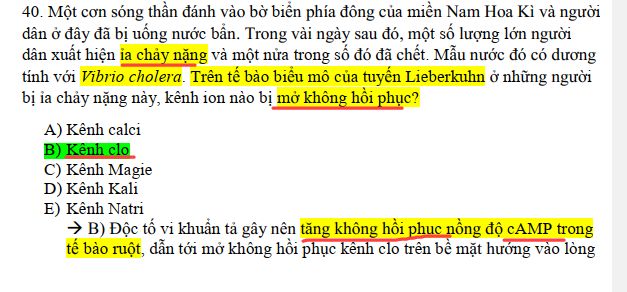 40. Một cơn sóng thần đánh vào bờ biển phía đông của miền Nam Hoa Kì và người
dân ở đây đã bị uống nước bẩn. Trong vài ngày sau đó, một số lượng lớn người
dân xuất hiện ỉa chảy nặng và một nửa trong số đó đã chết. Mẫu nước đó có dương
tính với Vibrio cholera. Trên tế bào biểu mô của tuyến Lieberkuhn ở những người
bị ỉa chảy nặng này, kênh ion nào bị mở không hồi phục?
A) Kênh calci
B) Kênh clo
C) Kênh Magie
D) Kênh Kali
E) Kênh Natri
→ B) Độc tố vi khuẩn tả gây nên tăng không hồi phục nồng độ cAMP trong
tế bào ruột, dẫn tới mở không hồi phục kênh clo trên bề mặt hướng vào lòng